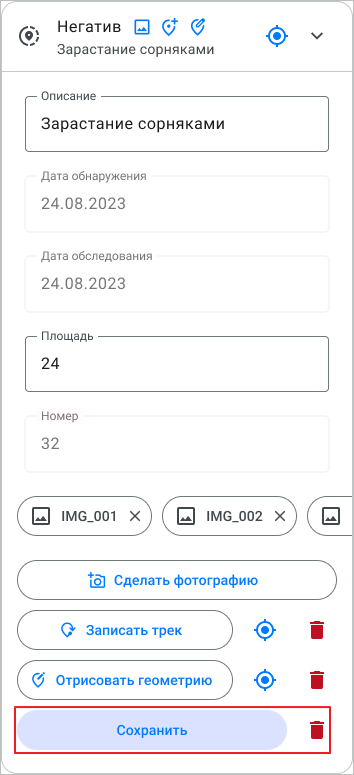 Негатив
Зарастание сорняками
Описание
Зарастание сорняками
Дата обнаружения
24.08.2023
Дата обследования
24.08.2023
Площадь
24
Номер
32
IMG_001 IMG_002
Сделать фотографию
Записать трек
Отрисовать геометрию
Сохранить